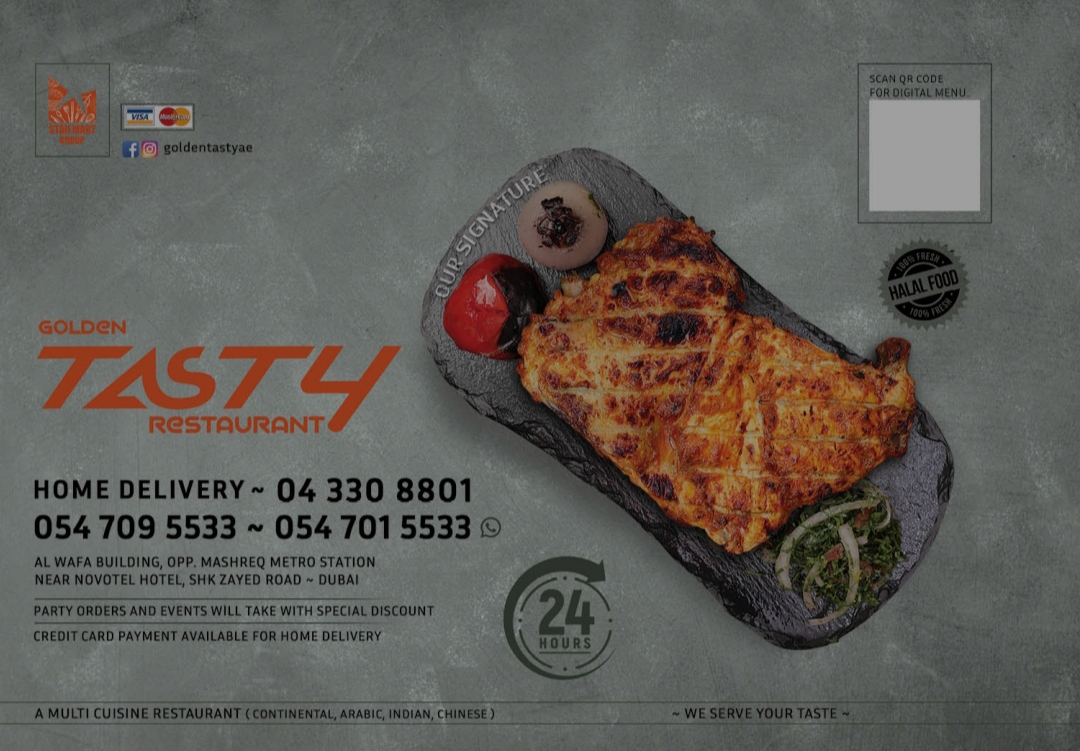 STAR MART
GROUP
VISA
MasterCard
goldentastyae
SCAN QR CODE
FOR DIGITAL MENU.
OUR SIGNATURE
100% FRESH
HALAL FOOD
100% FRESH
GOLDEN
TASTY
RESTAURANT
HOME DELIVERY ~ 04 330 8801
054 709 5533 ~ 054 701 5533
AL WAFA BUILDING, OPP. MASHREQ METRO STATION
NEAR NOVOTEL HOTEL, SHK ZAYED ROAD ~ DUBAI
PARTY ORDERS AND EVENTS WILL TAKE WITH SPECIAL DISCOUNT
CREDIT CARD PAYMENT AVAILABLE FOR HOME DELIVERY
24
HOURS
A MULTI CUISINE RESTAURANT ( CONTINENTAL, ARABIC, INDIAN, CHINESE )
~ WE SERVE YOUR TASTE ~